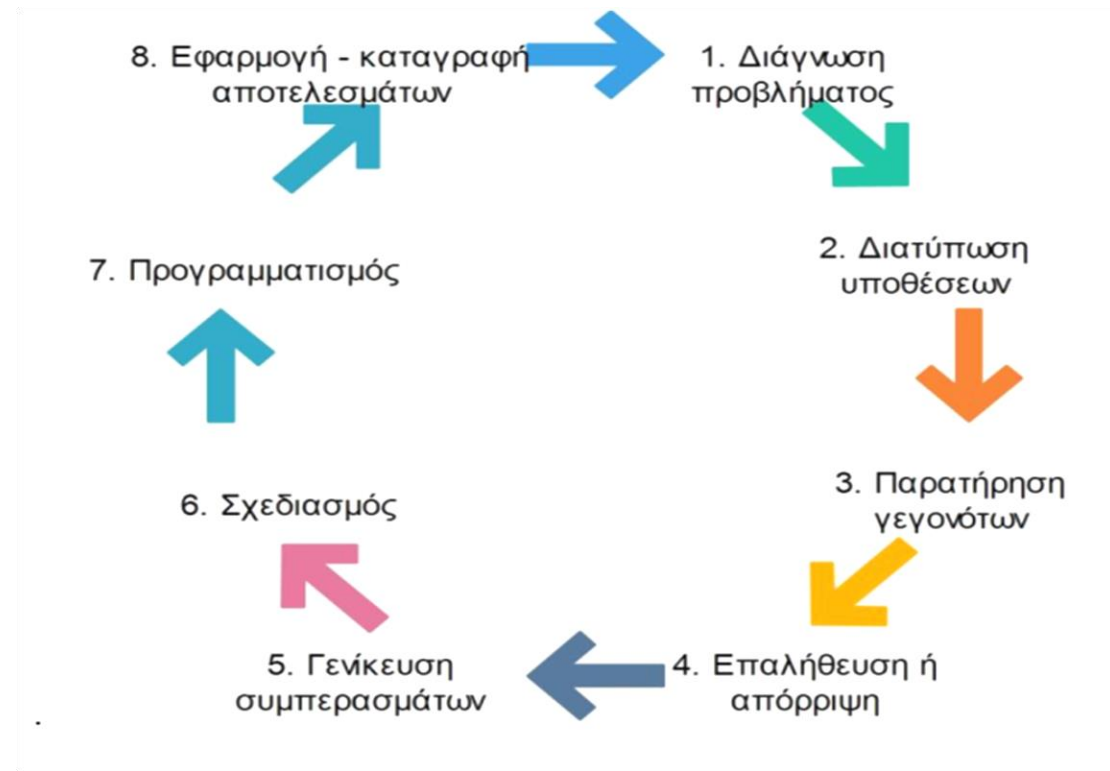 8. Εφαρμογή - καταγραφή
αποτελεσμάτων
1. Διάγνωση
προβλήματος
2. Διατύπωση
υποθέσεων
3. Παρατήρηση
γεγονότων
4. Επαλήθευση ή
απόρριψη
5. Γενίκευση
συμπερασμάτων
6. Σχεδιασμός
7. Προγραμματισμός
.